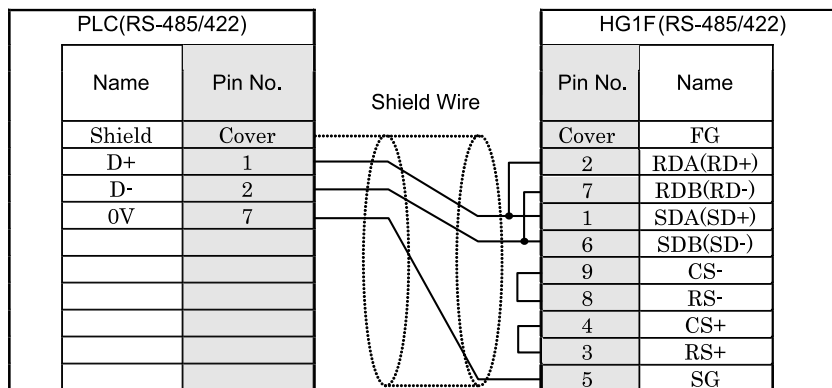 PLC(RS-485/422)
HG1F(RS-485/422)
Name Pin No.
Shield Wire
Pin No. Name
Shield Cover
Cover FG
D+ 1
2 RDA(RD+)
D- 2
7 RDB(RD-)
0V 7
1 SDA(SD+)
6 SDB(SD-)
9 CS-
8 RS-
4 CS+
3 RS+
5 SG